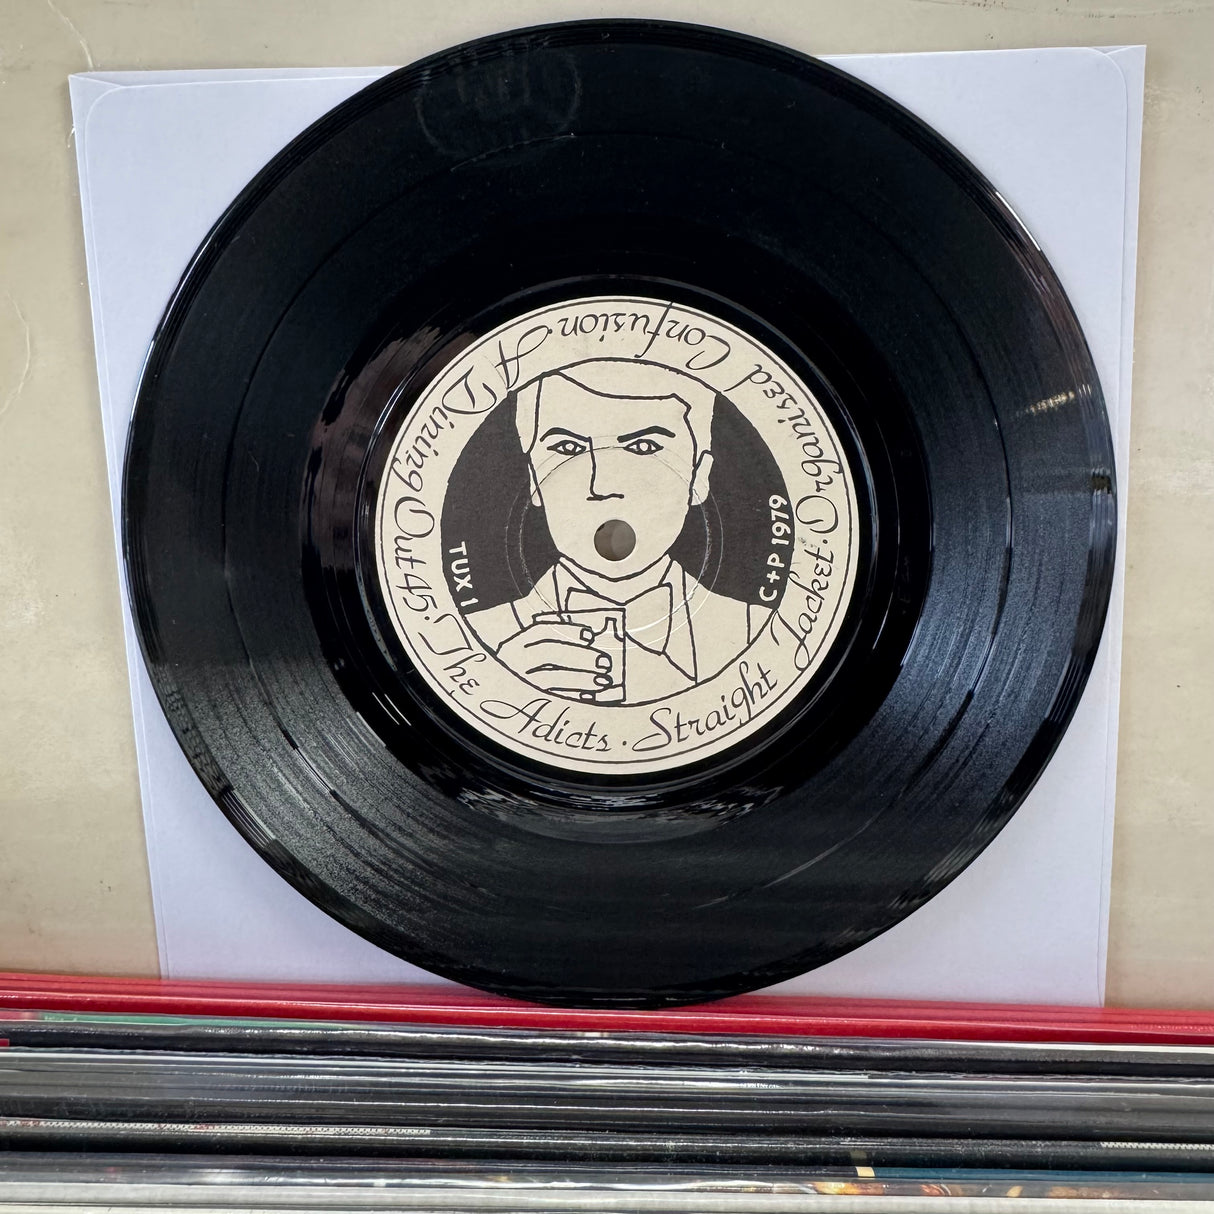 The Adicts · Straight Jacket · Organised Confusion · A Dining Out 45 ·
TUX 1
C+P 1979